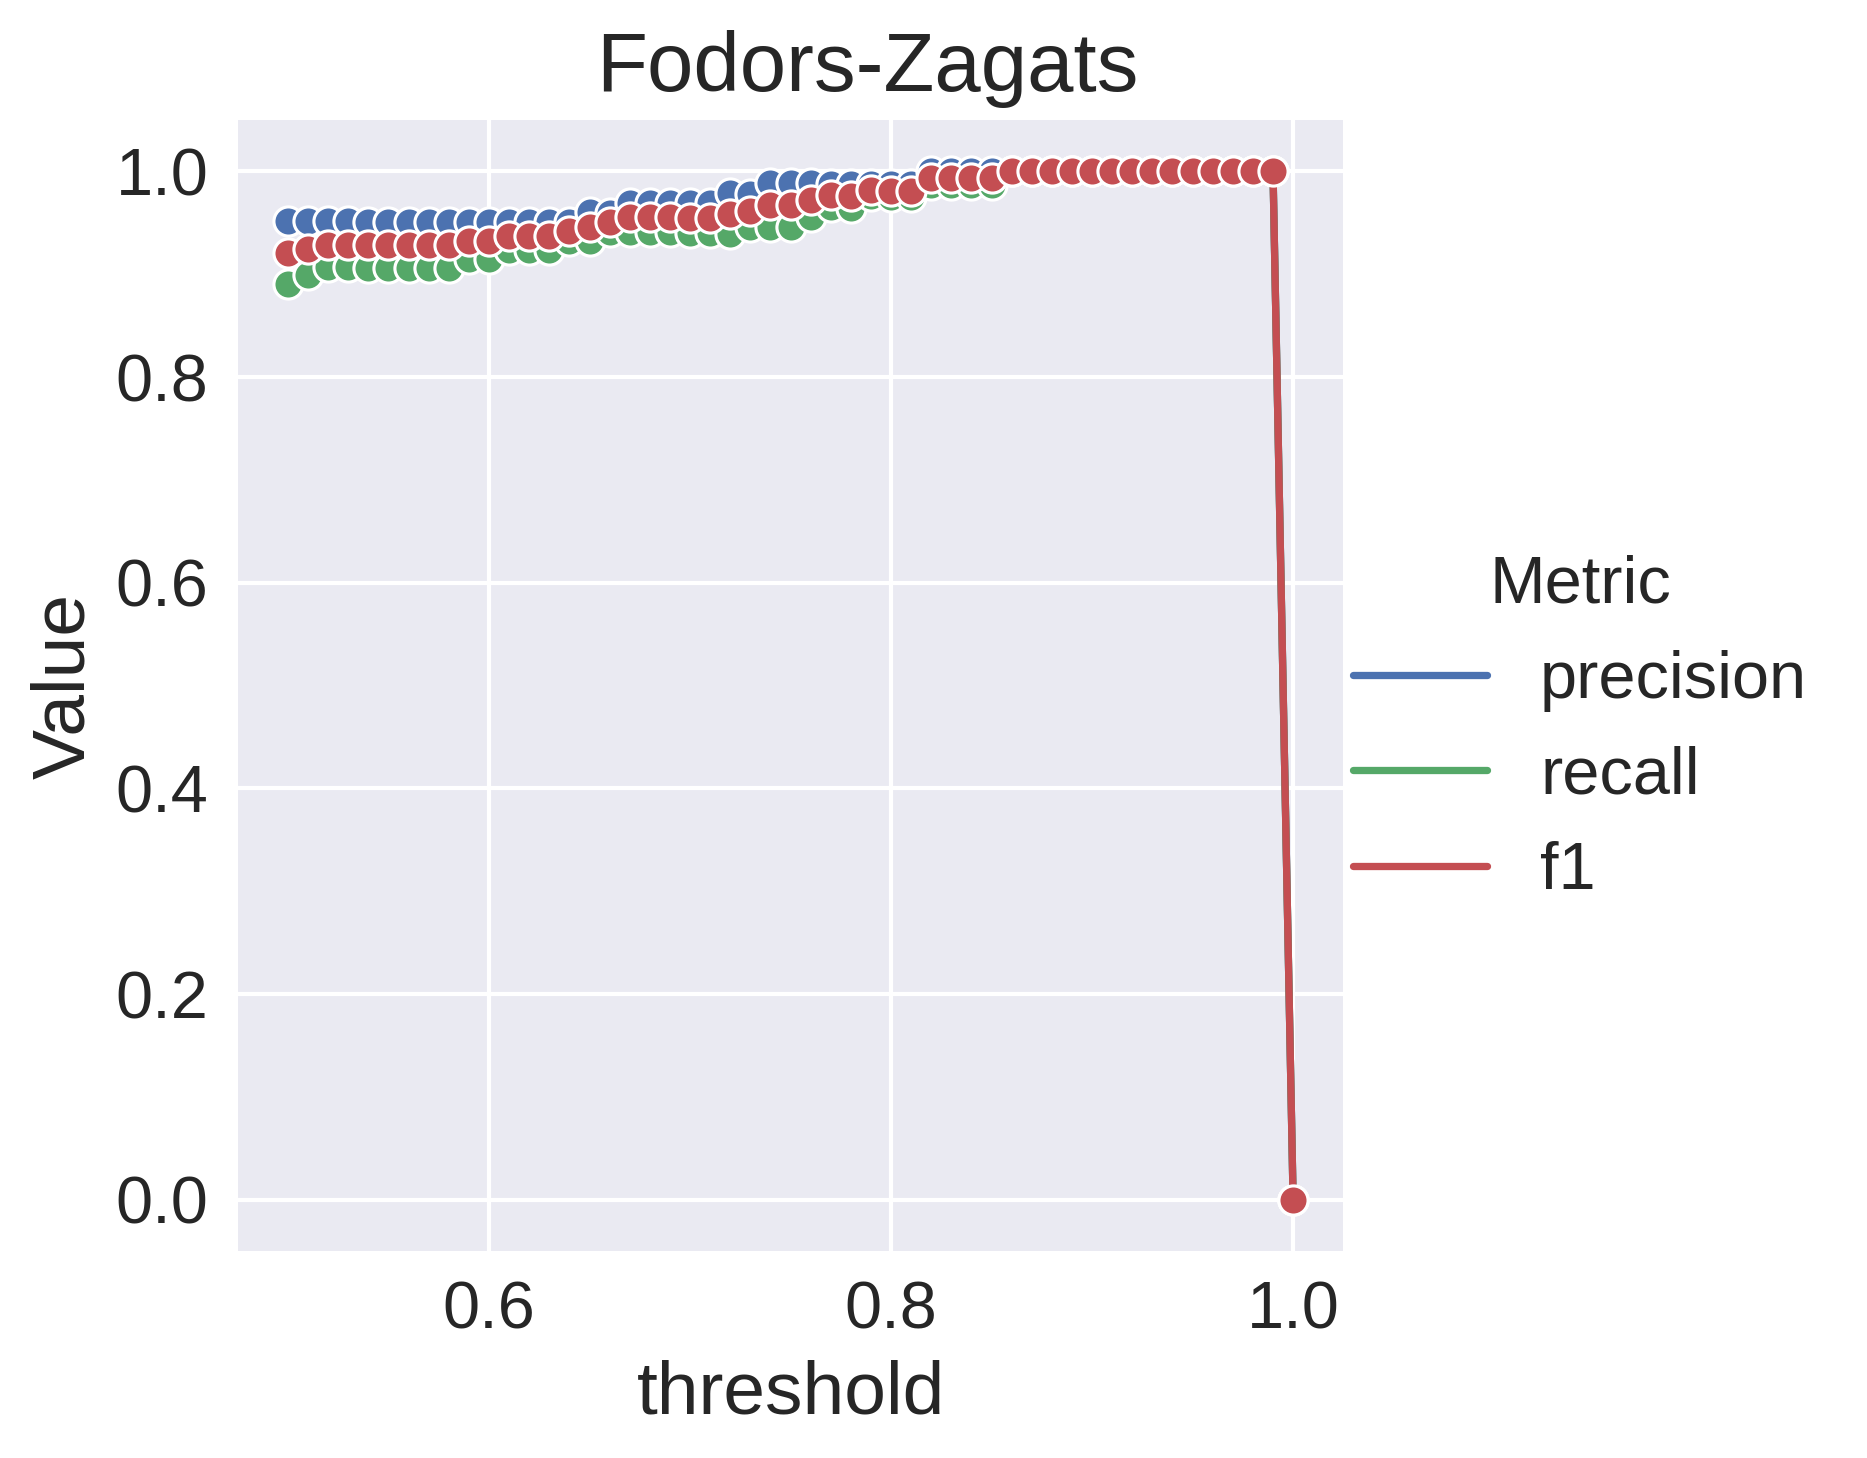 Fodors-Zagats
1.0
0.8
0.6
0.4
0.2
0.0
Value
0.6 0.8 1.0
threshold
Metric
precision
recall
f1